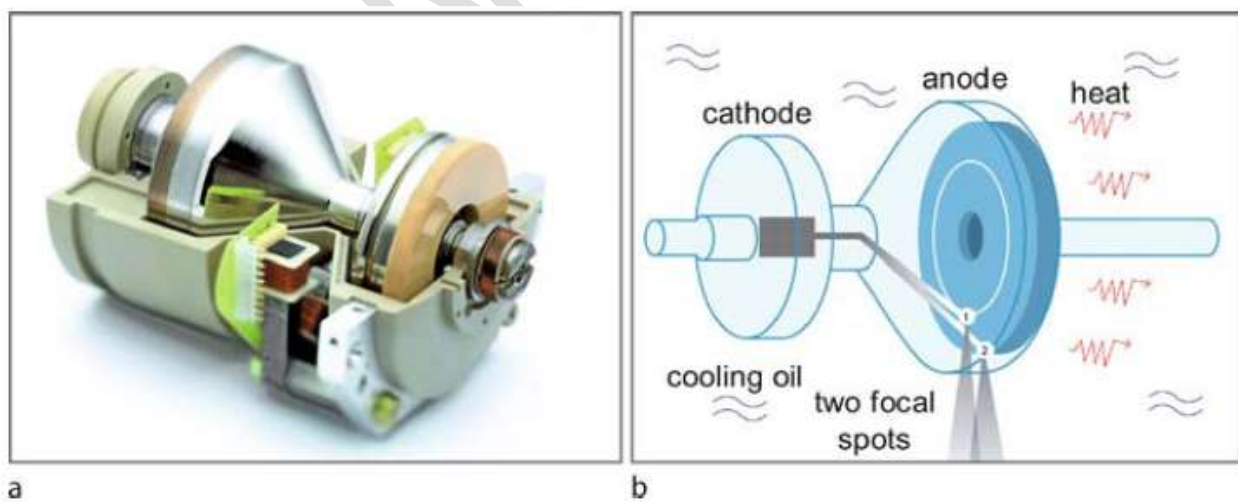 anode
heat
cathode
1
2
cooling oil
two focal
spots
a
b